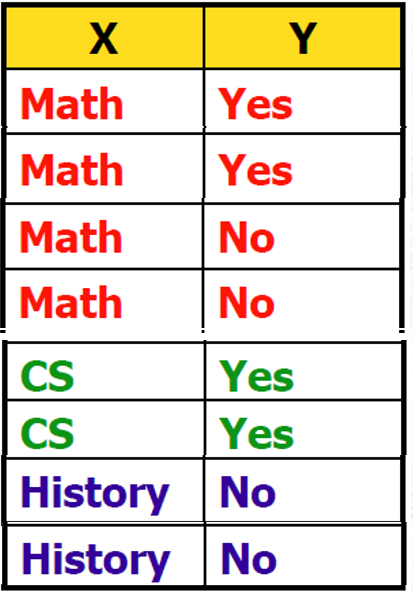 X Y
Math Yes
Math Yes
Math No
Math No
CS Yes
CS Yes
History No
History No